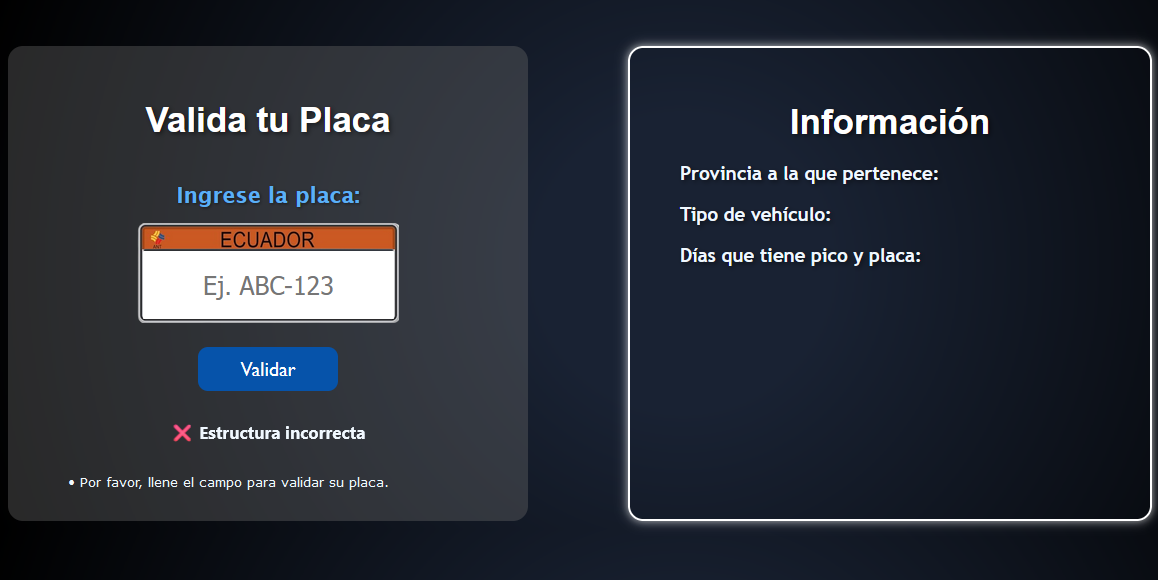 Valida tu Placa
Ingrese la placa:
ECUADOR
Ej. ABC-123
Validar
❌ Estructura incorrecta
• Por favor, llene el campo para validar su placa.
Información
Provincia a la que pertenece:
Tipo de vehículo:
Días que tiene pico y placa: